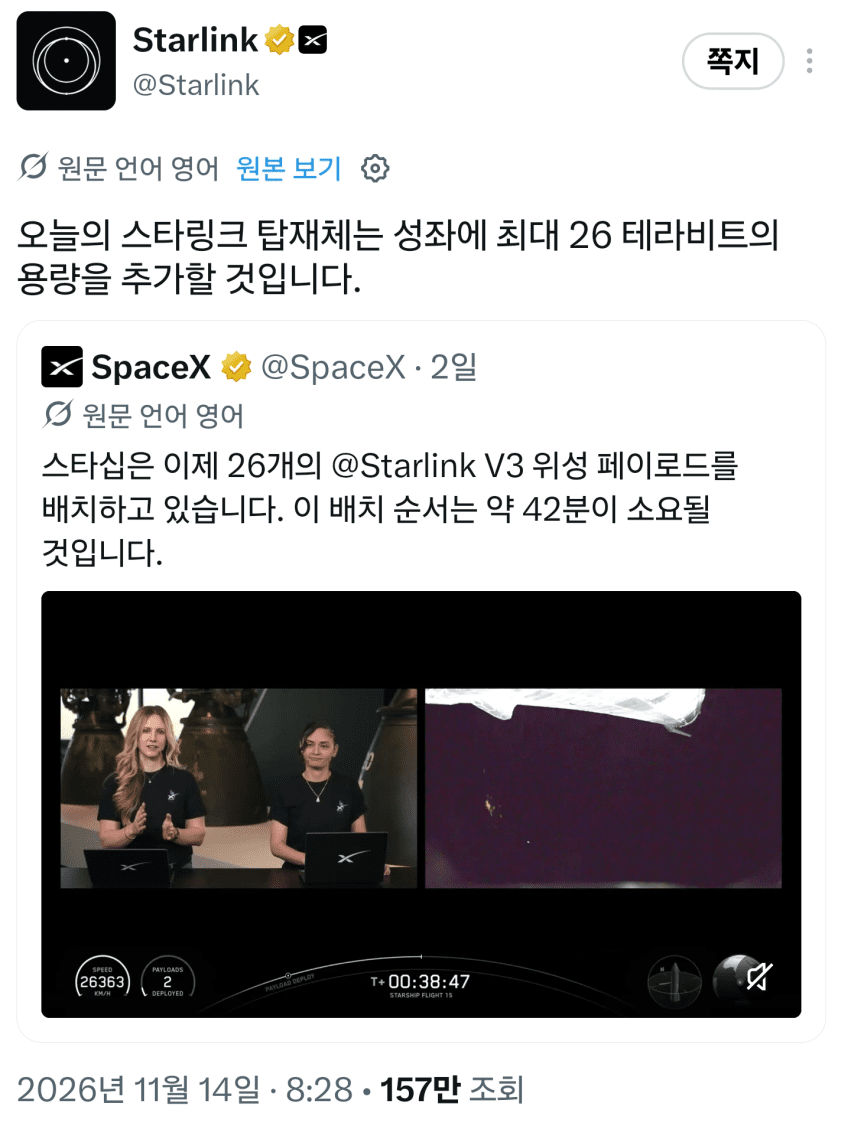 Starlink
@Starlink
쪽지
원문 언어 영어 원본 보기
오늘의 스타링크 탑재체는 성좌에 최대 26 테라비트의
용량을 추가할 것입니다.
SpaceX @SpaceX · 2일
원문 언어 영어
스타십은 이제 26개의 @Starlink V3 위성 페이로드를
배치하고 있습니다. 이 배치 순서는 약 42분이 소요될
것입니다.
SPEED
26363
KM/H
PAYLOADS
2
DEPLOYED
PAYLOAD DEPLOY
T+ 00:38:47
STARSHIP FLIGHT 15
N
2026년 11월 14일 · 8:28 • 157만 조회